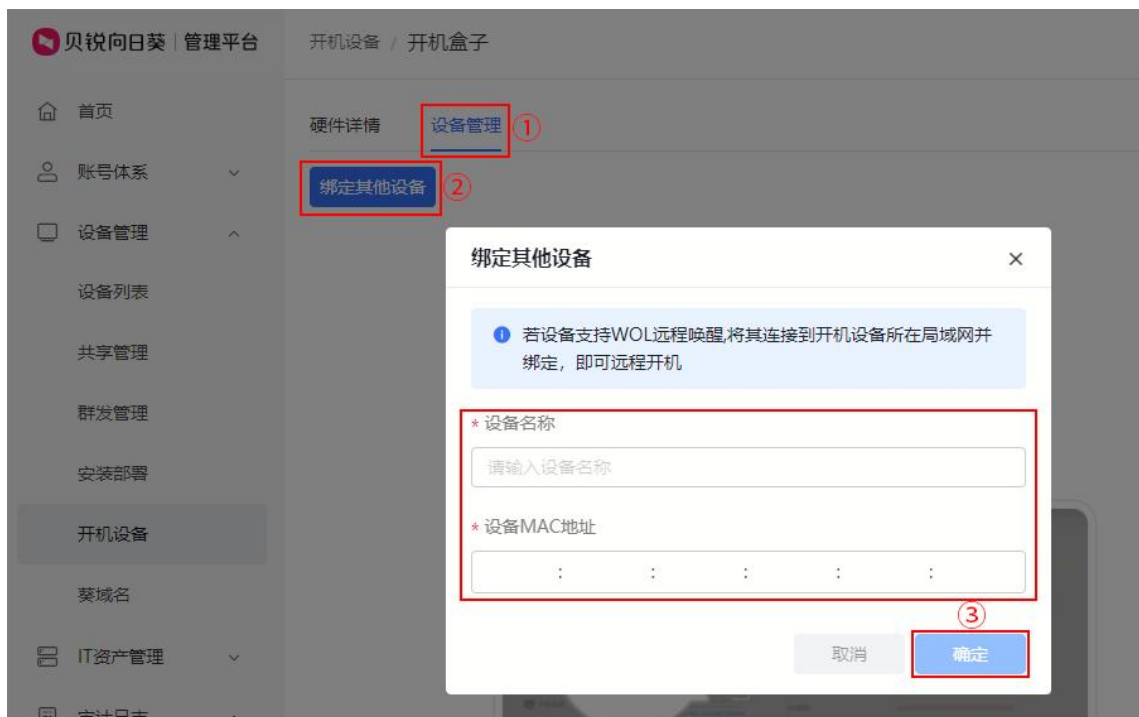 贝锐向日葵 | 管理平台
开机设备 / 开机盒子
首页
硬件详情
设备管理 ①
账号体系
绑定其他设备 ②
设备管理
绑定其他设备 ×
设备列表
若设备支持WOL远程唤醒,将其连接到开机设备所在局域网并
绑定，即可远程开机
共享管理
群发管理
* 设备名称
请输入设备名称
安装部署
开机设备
* 设备MAC地址
: : : : :
葵域名
③
IT资产管理
取消
确定
审计日志